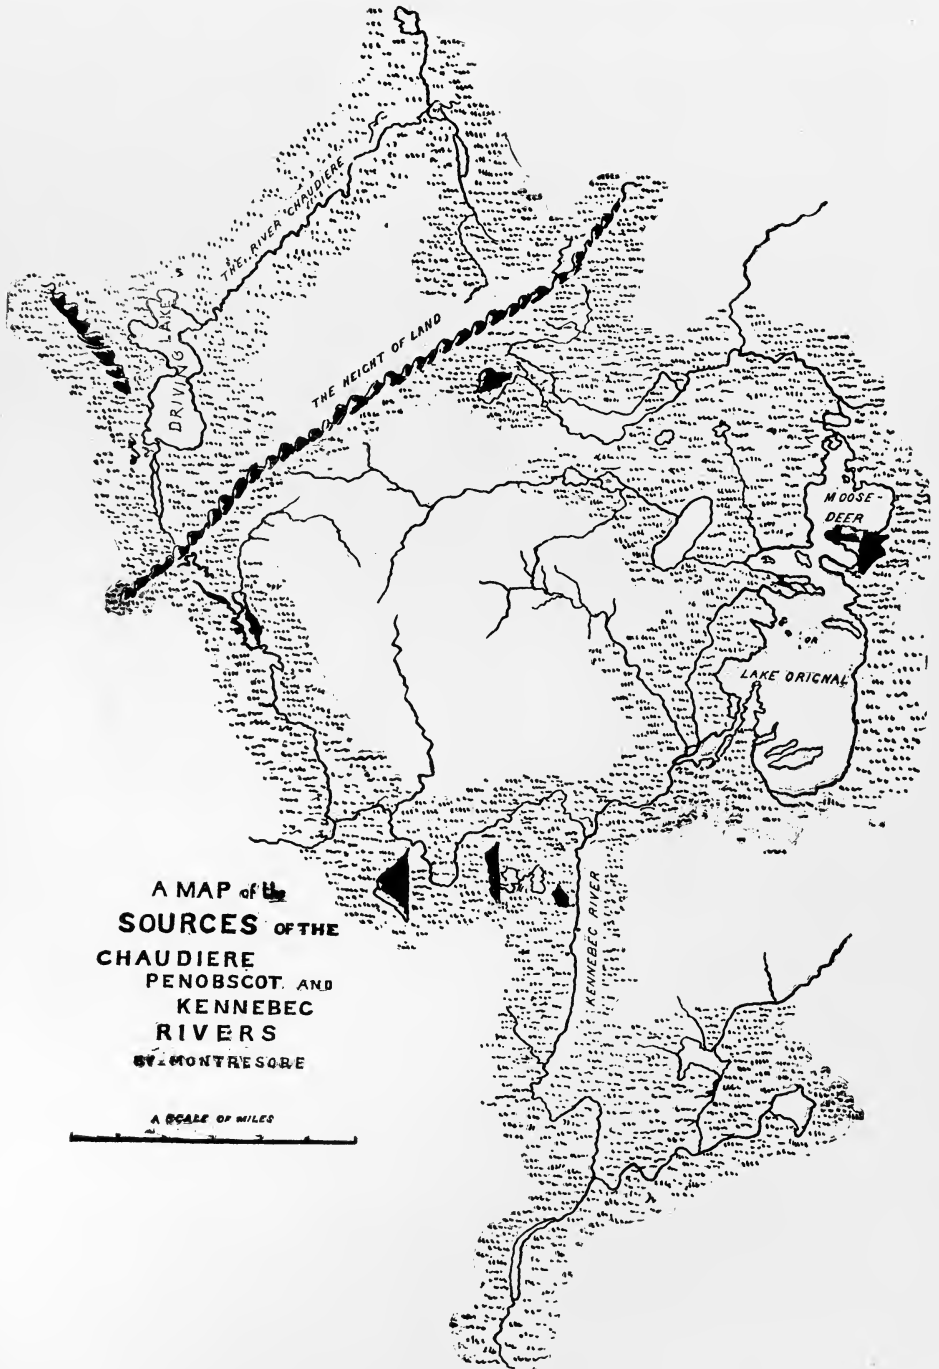 THE RIVER CHAUDIERE
DRIVING LAKE
THE HEIGHT OF LAND
MOOSE-
DEER
OR
LAKE ORIGNAL
KENNEBEC RIVER
A MAP of the
SOURCES OF THE
CHAUDIERE
PENOBSCOT. AND
KENNEBEC
RIVERS
BY-MONTRESORE
A SCALE OF MILES